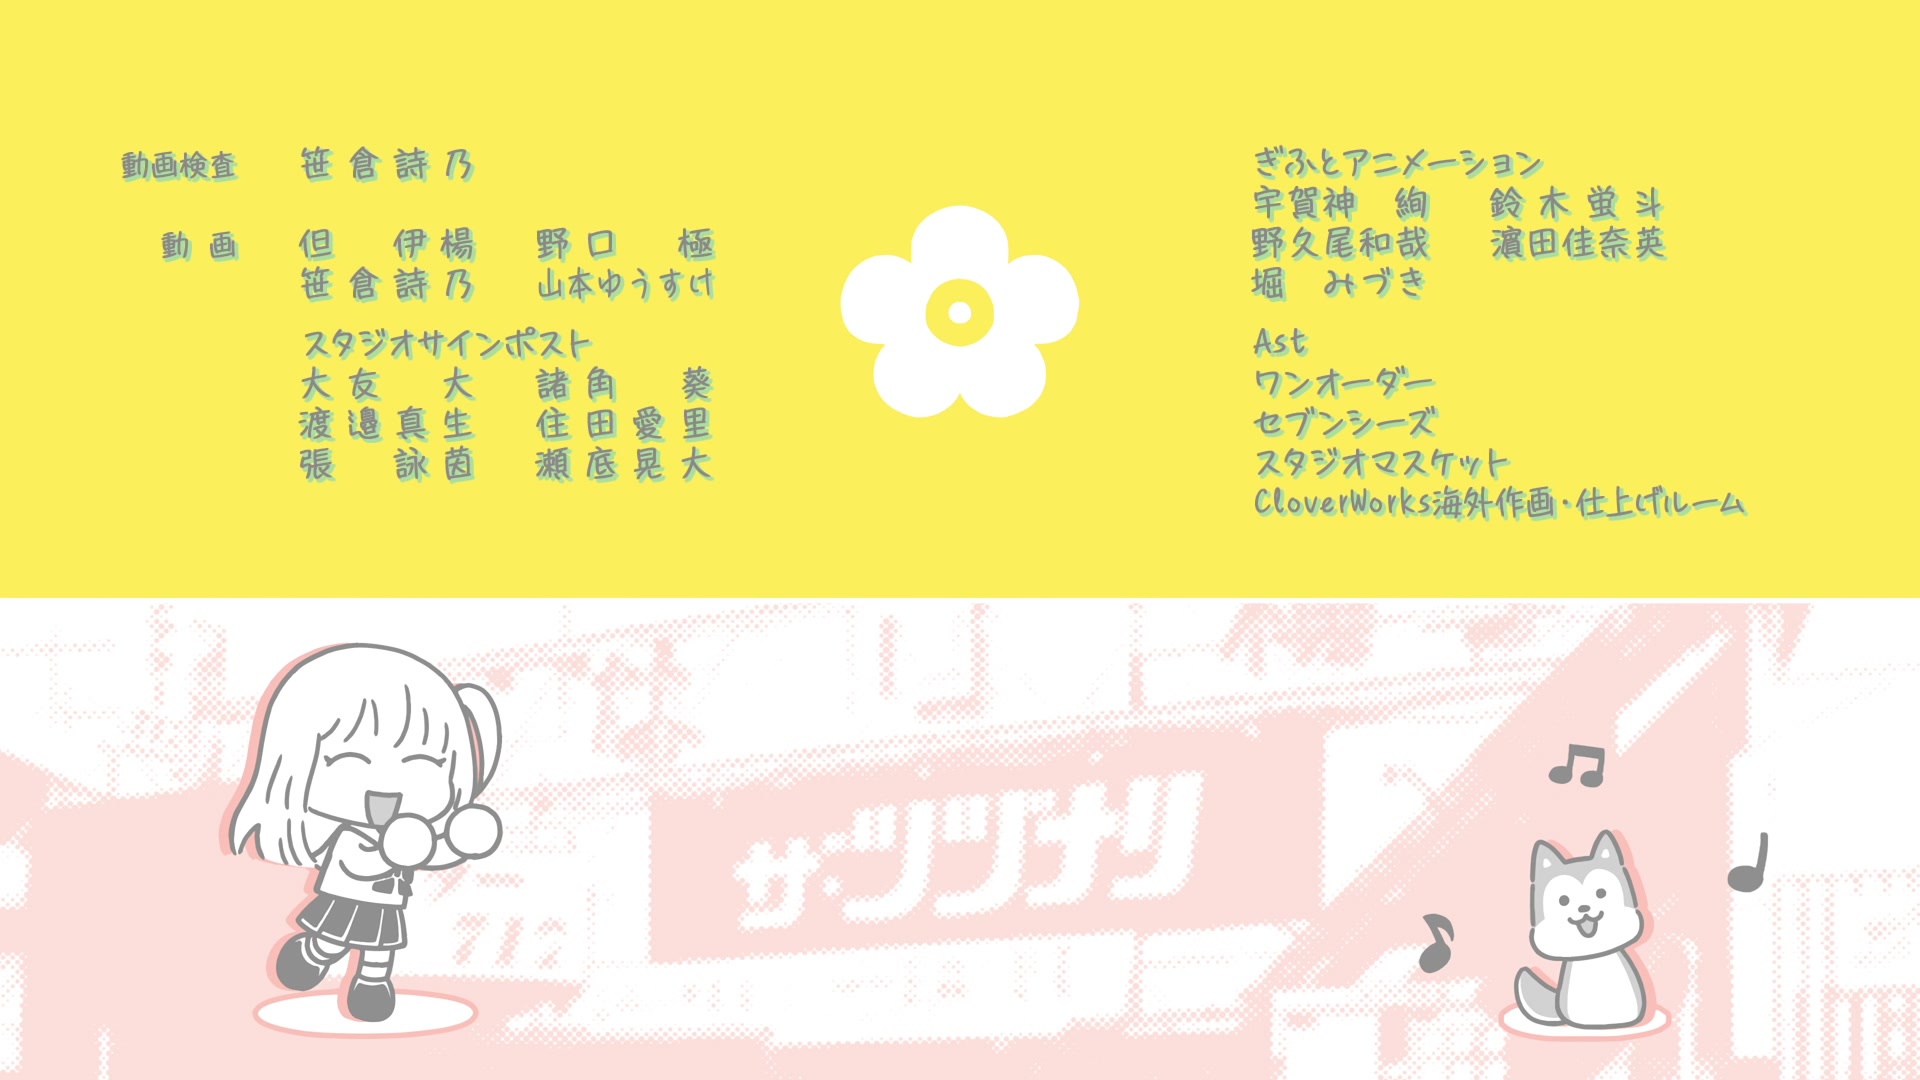 動画検査 笹倉詩乃
動画 但 伊楊 野口 極
笹倉詩乃 山本ゆうすけ
スタジオサインポスト
大友 大 諸角 葵
渡邉真生 住田愛里
張 詠茵 瀬底晃大
ぎふとアニメーション
宇賀神 絢 鈴木蛍斗
野久尾和哉 濵田佳奈英
堀 みづき
Ast
ワンオーダー
セブンシーズ
スタジオマスケット
CloverWorks海外作画・仕上げルーム
ザ・ツヅナリ